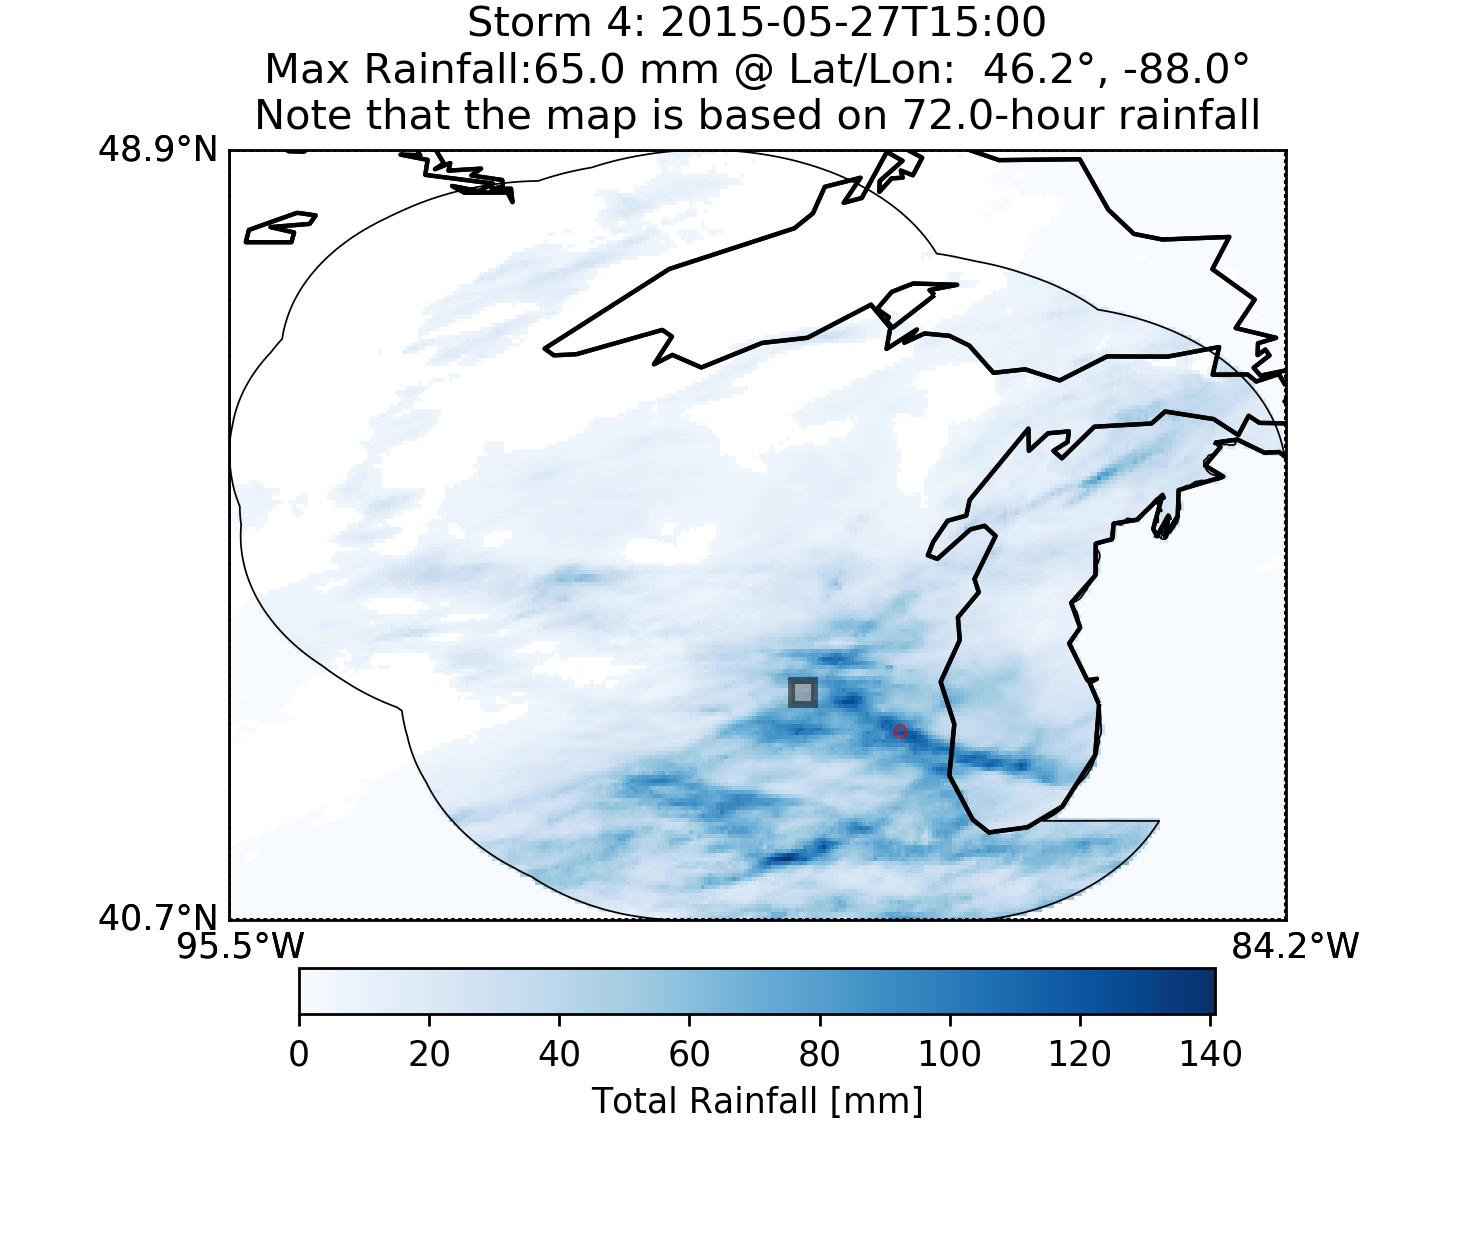 Storm 4: 2015-05-27T15:00
Max Rainfall:65.0 mm @ Lat/Lon:  46.2°, -88.0°
Note that the map is based on 72.0-hour rainfall
48.9°N
40.7°N
95.5°W 84.2°W
0 20 40 60 80 100 120 140
Total Rainfall [mm]